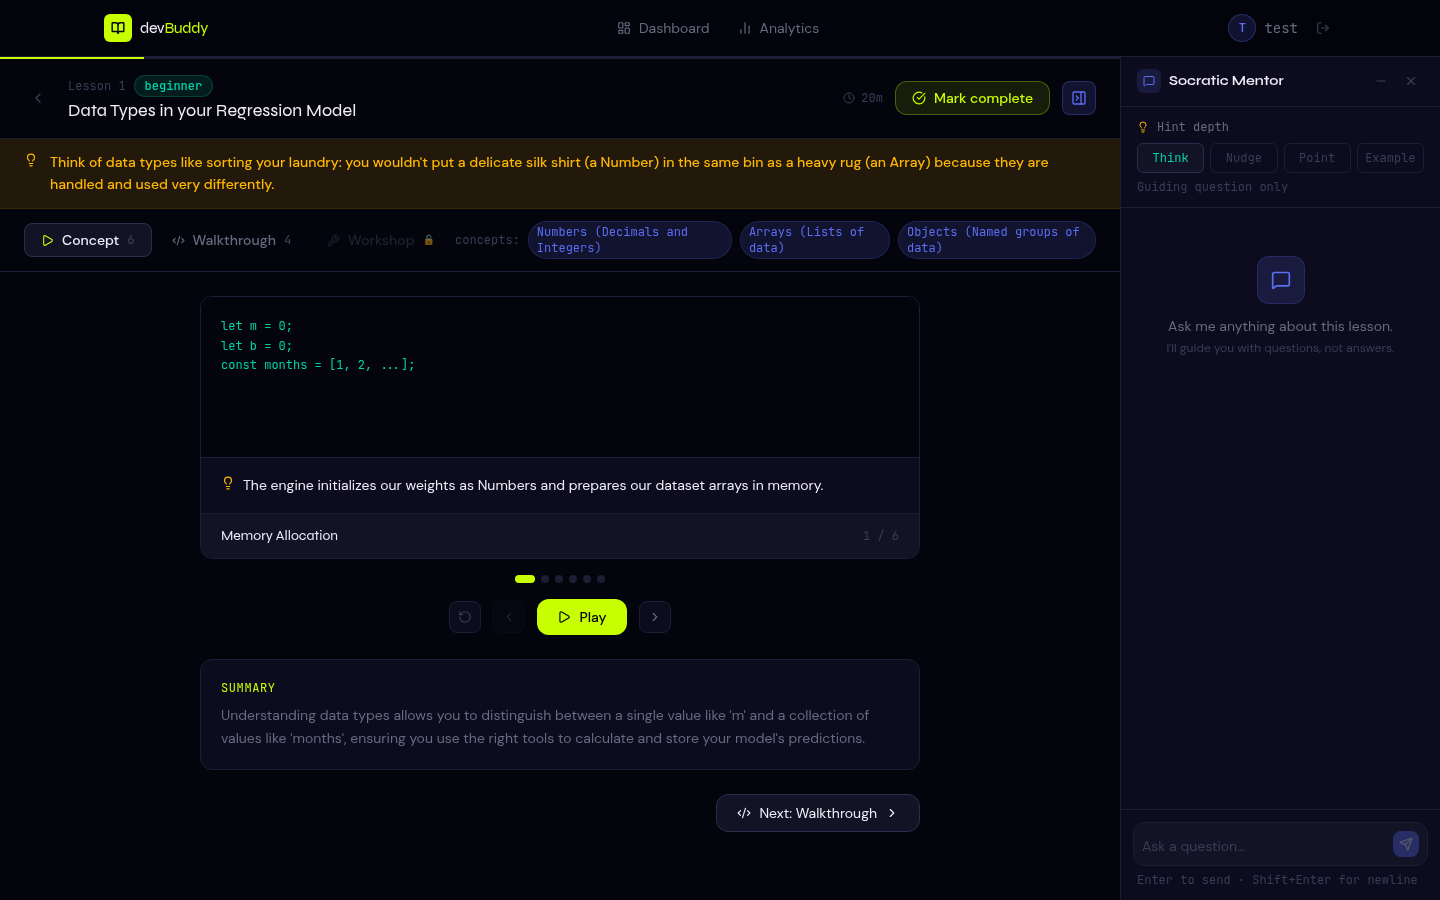 devBuddy
Dashboard
Analytics
T
test
Lesson 1
beginner
Data Types in your Regression Model
20m
Mark complete
Think of data types like sorting your laundry: you wouldn't put a delicate silk shirt (a Number) in the same bin as a heavy rug (an Array) because they are
handled and used very differently.
Concept 6
Walkthrough 4
Workshop
concepts:
Numbers (Decimals and
Integers)
Arrays (Lists of
data)
Objects (Named groups of
data)
let m = 0;
let b = 0;
const months = [1, 2, ...];
The engine initializes our weights as Numbers and prepares our dataset arrays in memory.
Memory Allocation
1 / 6
Play
SUMMARY
Understanding data types allows you to distinguish between a single value like 'm' and a collection of
values like 'months', ensuring you use the right tools to calculate and store your model's predictions.
Next: Walkthrough
Socratic Mentor
Hint depth
Think
Nudge
Point
Example
Guiding question only
Ask me anything about this lesson.
I'll guide you with questions, not answers.
Ask a question...
Enter to send · Shift+Enter for newline